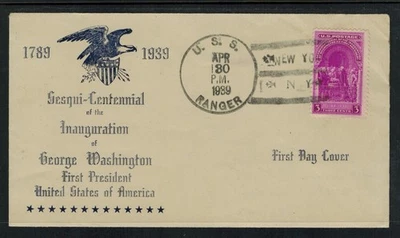 1789 1939
Sesqui-Centennial
of the
Inauguration
of
George Washington
First President
United States of America
U. S. S.
APR
30
P.M.
1939
RANGER
NEW YO
N. Y
U.S. POSTAGE
3 3
First Day Cover